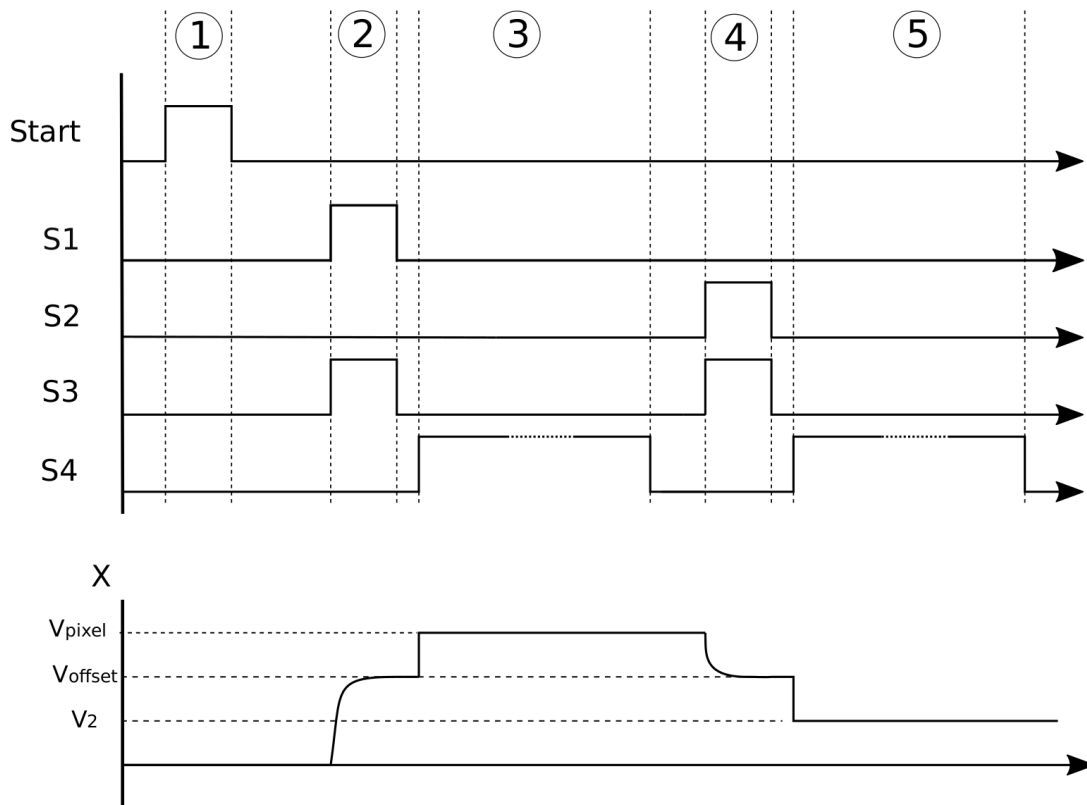 ① ② ③ ④ ⑤
Start
S1
S2
S3
S4
X
Vpixel
Voffset
V2